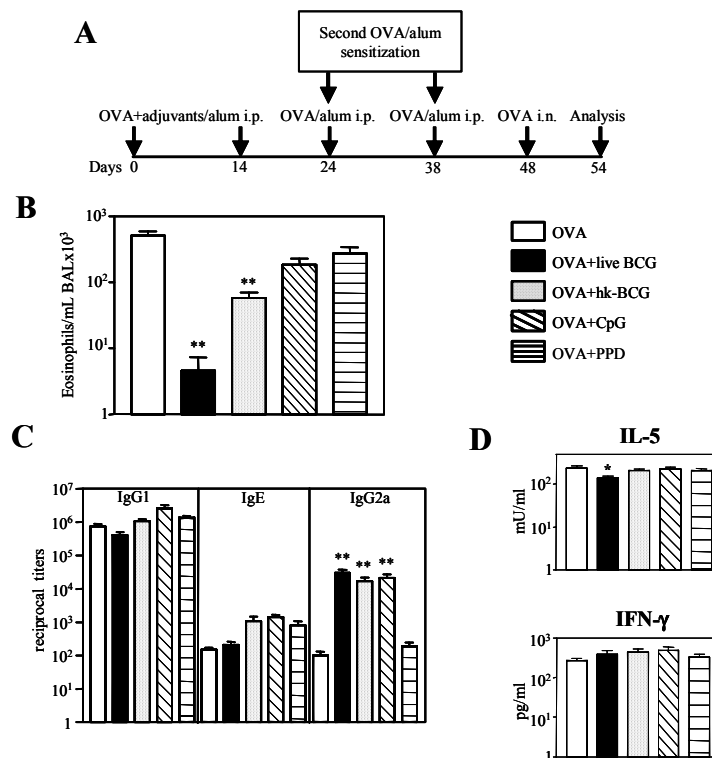 A
Second OVA/alum
sensitization
OVA+adjuvants/alum i.p. OVA/alum i.p. OVA/alum i.p. OVA i.n. Analysis
Days 0 14 24 38 48 54
B
Eosinophils/mL BALx10³
10³
10²
10¹
1
**
**
OVA
OVA+live BCG
OVA+hk-BCG
OVA+CpG
OVA+PPD
C
reciprocal titers
10⁷
10⁶
10⁵
10⁴
10³
10²
10¹
1
IgG1 IgE IgG2a
** ** **
D
IL-5
mU/ml
10²
10¹
1
*
IFN-γ
pg/ml
10³
10²
10¹
1